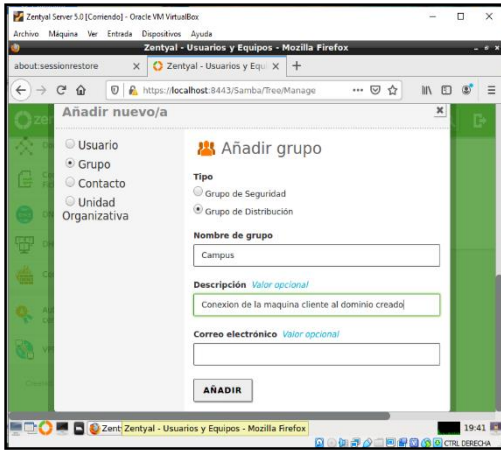 Zentyal Server 5.0 [Corriendo] - Oracle VM VirtualBox
Archivo Máquina Ver Entrada Dispositivos Ayuda
Zentyal - Usuarios y Equipos - Mozilla Firefox
about:sessionrestore
Zentyal - Usuarios y Equi
https://localhost:8443/Samba/Tree/Manage
Añadir nuevo/a
Usuario
Grupo
Contacto
Unidad
Organizativa
Añadir grupo
Tipo
Grupo de Seguridad
Grupo de Distribución
Nombre de grupo
Campus
Descripción Valor opcional
Conexion de la maquina cliente al dominio creado
Correo electrónico Valor opcional
AÑADIR
Zent
Zentyal - Usuarios y Equipos - Mozilla Firefox
19:41
CTRL DERECHA